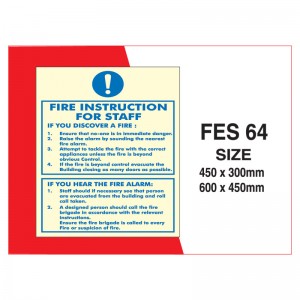 !
FIRE INSTRUCTION
FOR STAFF
IF YOU DISCOVER A FIRE :
1. Ensure that no-one is in immediate danger.
2. Raise the alarm by sounding the nearest
fire alarm.
3. Attempt to tackle the fire with the correct
appliances unless the fire is beyond
obvious Control.
4. If the fire is beyond control evacuate the
Building closing as many doors as possible.
IF YOU HEAR THE FIRE ALARM:
1. Staff should if necessary see that person
are evacuated from the building and roll
call taken.
2. A designed person should call the fire
brigade in accordance with the relevant
instructions.
Ensure the fire brigade is called to every
Fire or suspicion of fire.
FES 64
SIZE
450 x 300mm
600 x 450mm